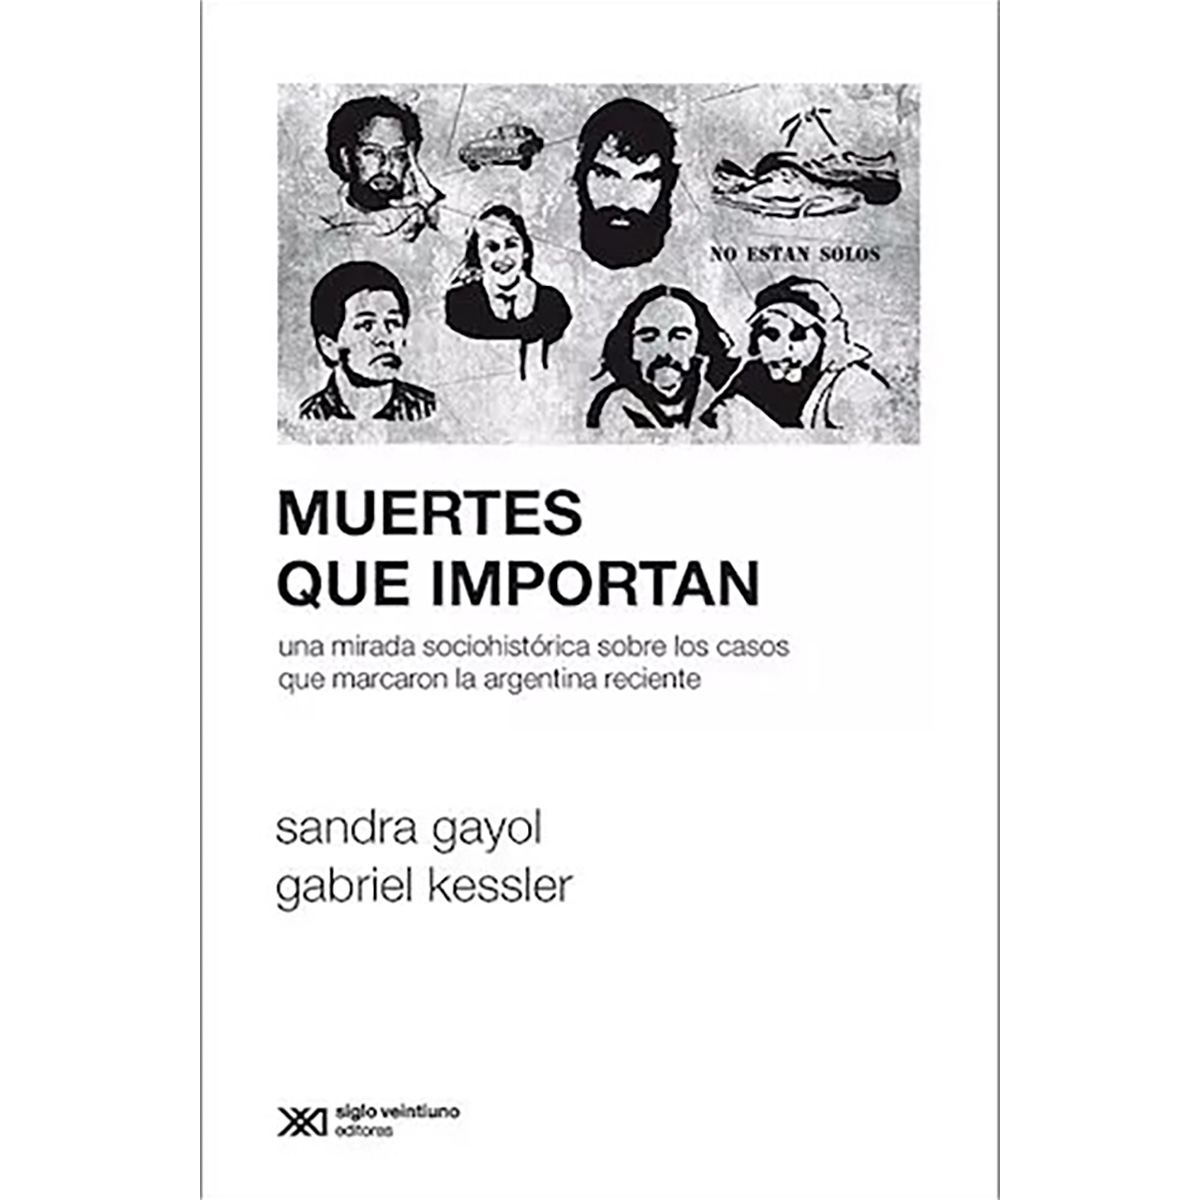 NO ESTAN SOLOS
MUERTES
QUE IMPORTAN
una mirada sociohistórica sobre los casos
que marcaron la argentina reciente
sandra gayol
gabriel kessler
siglo veintiuno
editores